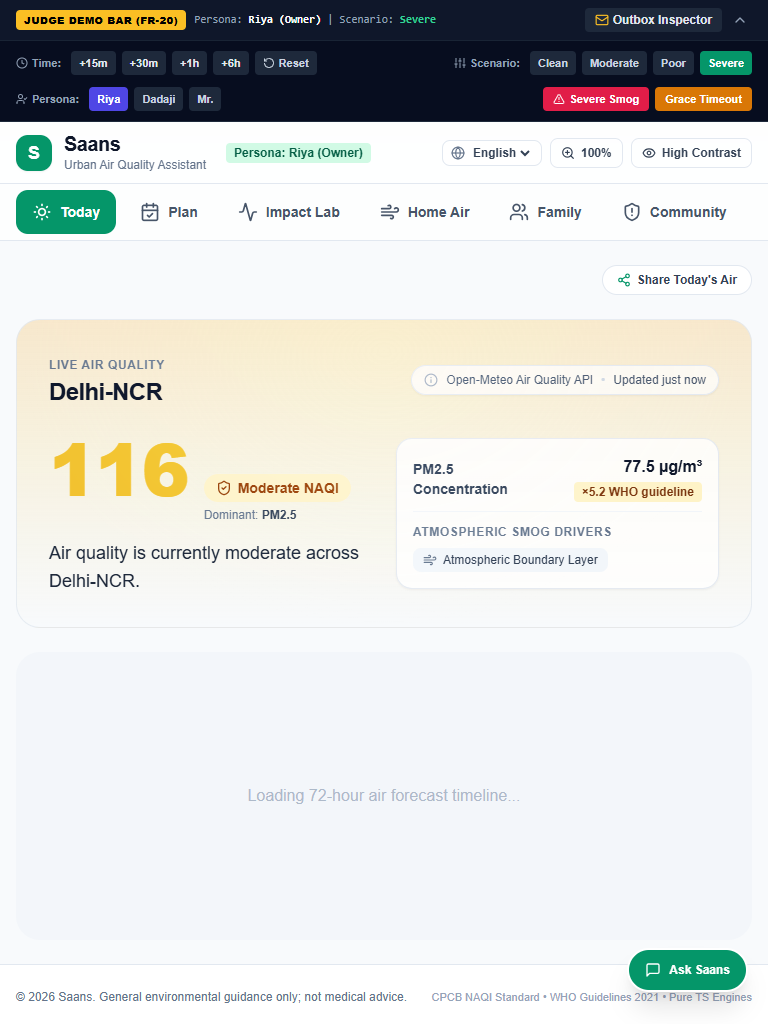 JUDGE DEMO BAR (FR-20) Persona: Riya (Owner) | Scenario: Severe Outbox Inspector
Time: +15m +30m +1h +6h Reset Scenario: Clean Moderate Poor Severe
Persona: Riya Dadaji Mr. Severe Smog Grace Timeout
S Saans
Urban Air Quality Assistant
Persona: Riya (Owner) English 100% High Contrast
Today Plan Impact Lab Home Air Family Community
Share Today's Air
LIVE AIR QUALITY
Delhi-NCR
Open-Meteo Air Quality API • Updated just now
116
Moderate NAQI
Dominant: PM2.5
Air quality is currently moderate across
Delhi-NCR.
PM2.5
Concentration
77.5 µg/m³
×5.2 WHO guideline
ATMOSPHERIC SMOG DRIVERS
Atmospheric Boundary Layer
Loading 72-hour air forecast timeline...
Ask Saans
© 2026 Saans. General environmental guidance only; not medical advice. CPCB NAQI Standard • WHO Guidelines 2021 • Pure TS Engines